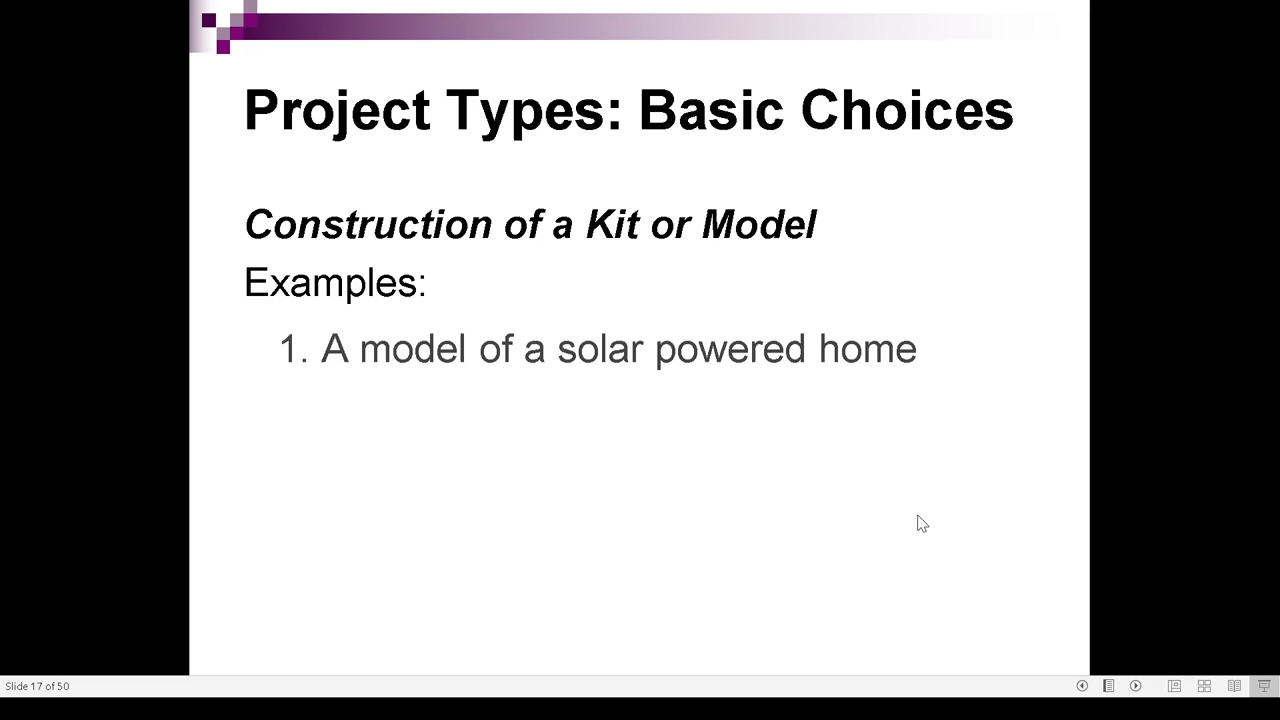 Project Types: Basic Choices
Construction of a Kit or Model
Examples:
1. A model of a solar powered home
Slide 17 of 50